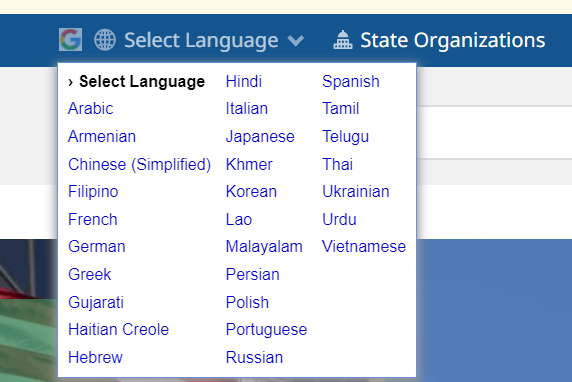 G Select Language State Organizations
› Select Language
Arabic
Armenian
Chinese (Simplified)
Filipino
French
German
Greek
Gujarati
Haitian Creole
Hebrew
Hindi
Italian
Japanese
Khmer
Korean
Lao
Malayalam
Persian
Polish
Portuguese
Russian
Spanish
Tamil
Telugu
Thai
Ukrainian
Urdu
Vietnamese